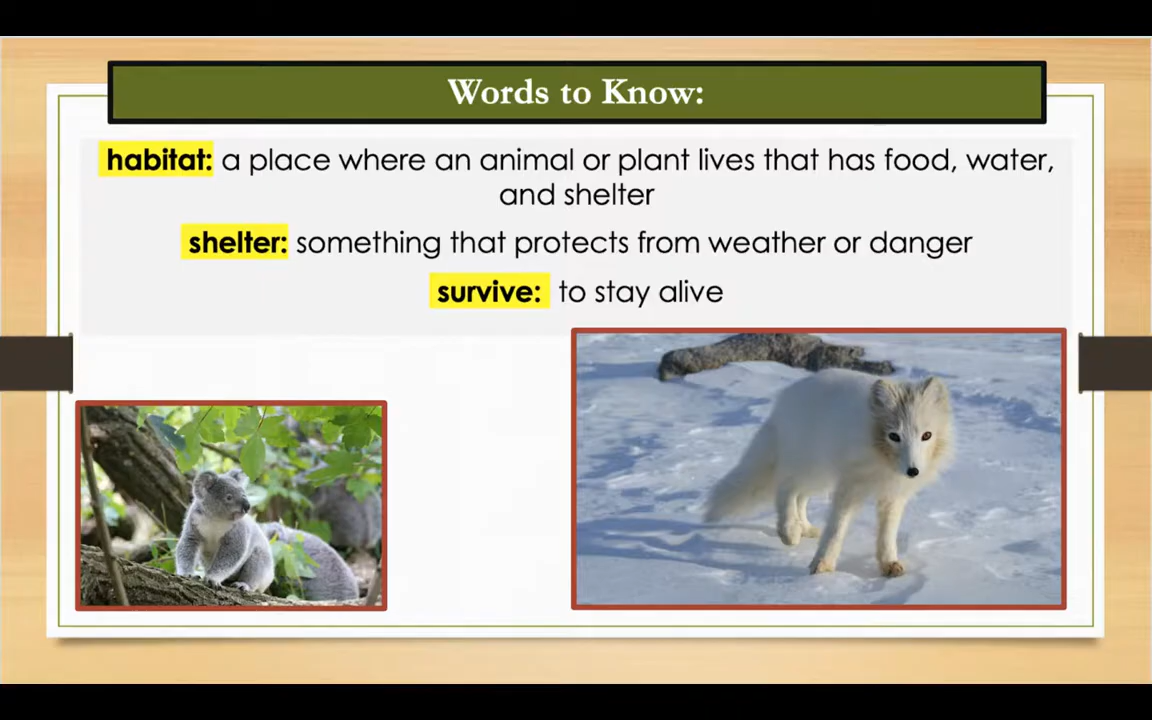 Words to Know:
habitat: a place where an animal or plant lives that has food, water,
and shelter
shelter: something that protects from weather or danger
survive: to stay alive